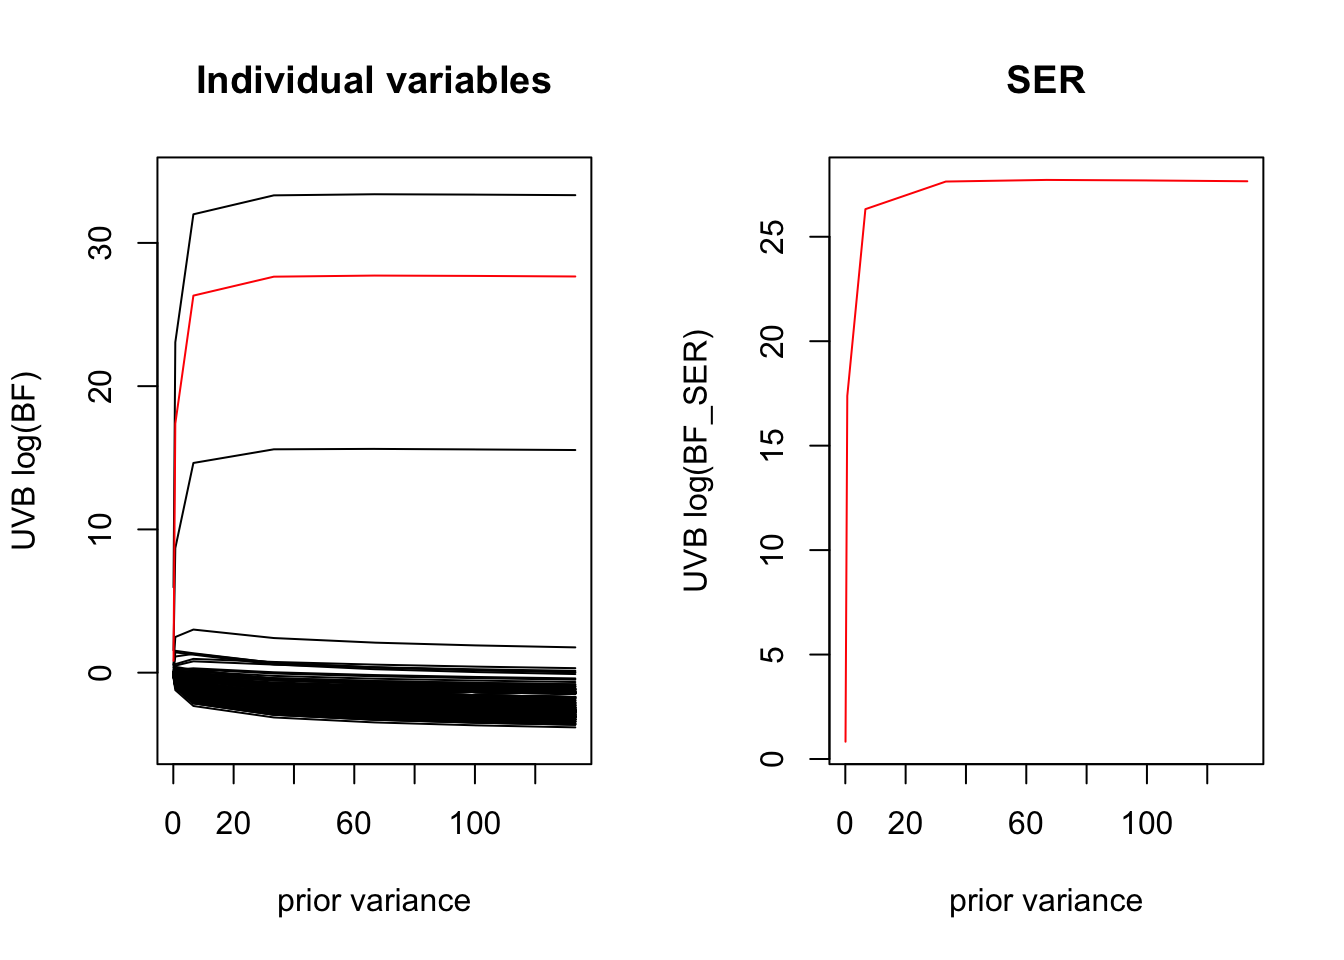 Individual variables
UVB log(BF)
30
20
10
0
0 20 60 100
prior variance
SER
UVB log(BF_SER)
25
20
15
10
5
0
0 20 60 100
prior variance